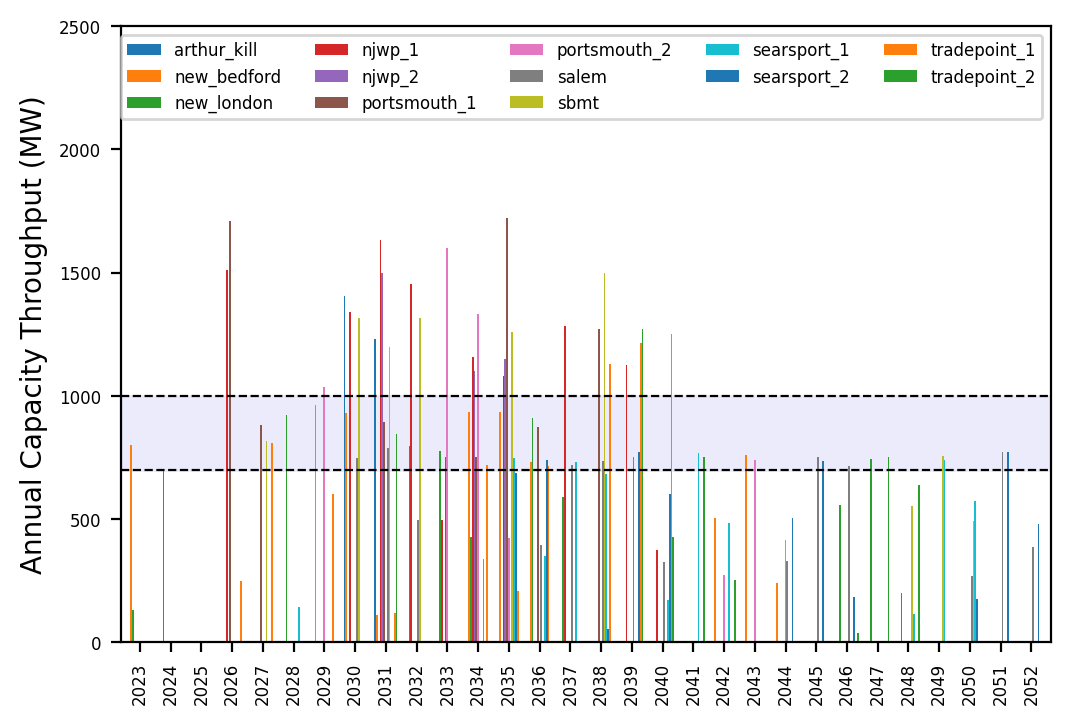 2500
arthur_kill njwp_1 portsmouth_2 searsport_1 tradepoint_1
new_bedford njwp_2 salem searsport_2 tradepoint_2
new_london portsmouth_1 sbmt
2000
1500
1000
500
0
Annual Capacity Throughput (MW)
2023 2024 2025 2026 2027 2028 2029 2030 2031 2032 2033 2034 2035 2036 2037 2038 2039 2040 2041 2042 2043 2044 2045 2046 2047 2048 2049 2050 2051 2052